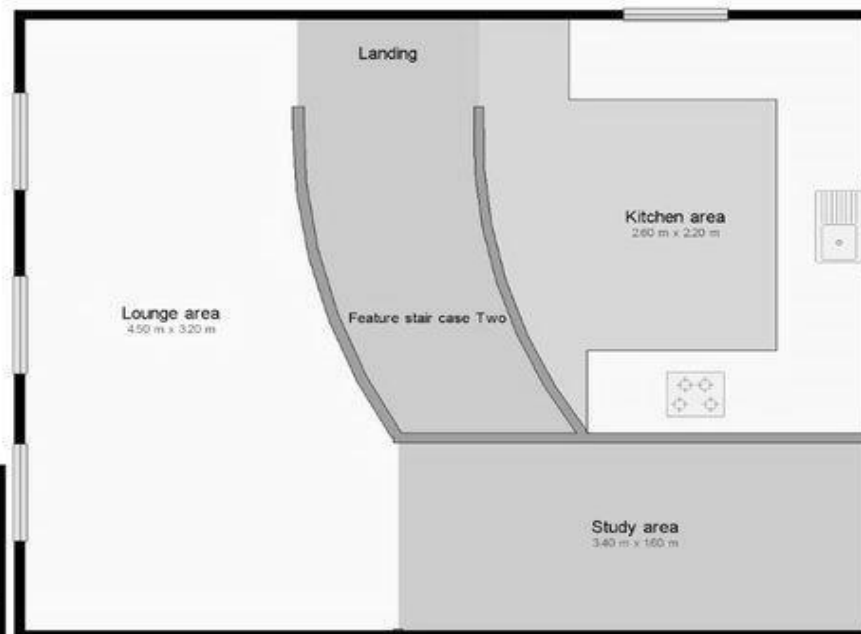 Landing
Kitchen area
2.60 m x 2.20 m
Lounge area
4.50 m x 3.20 m
Feature stair case Two
Study area
3.40 m x 1.60 m